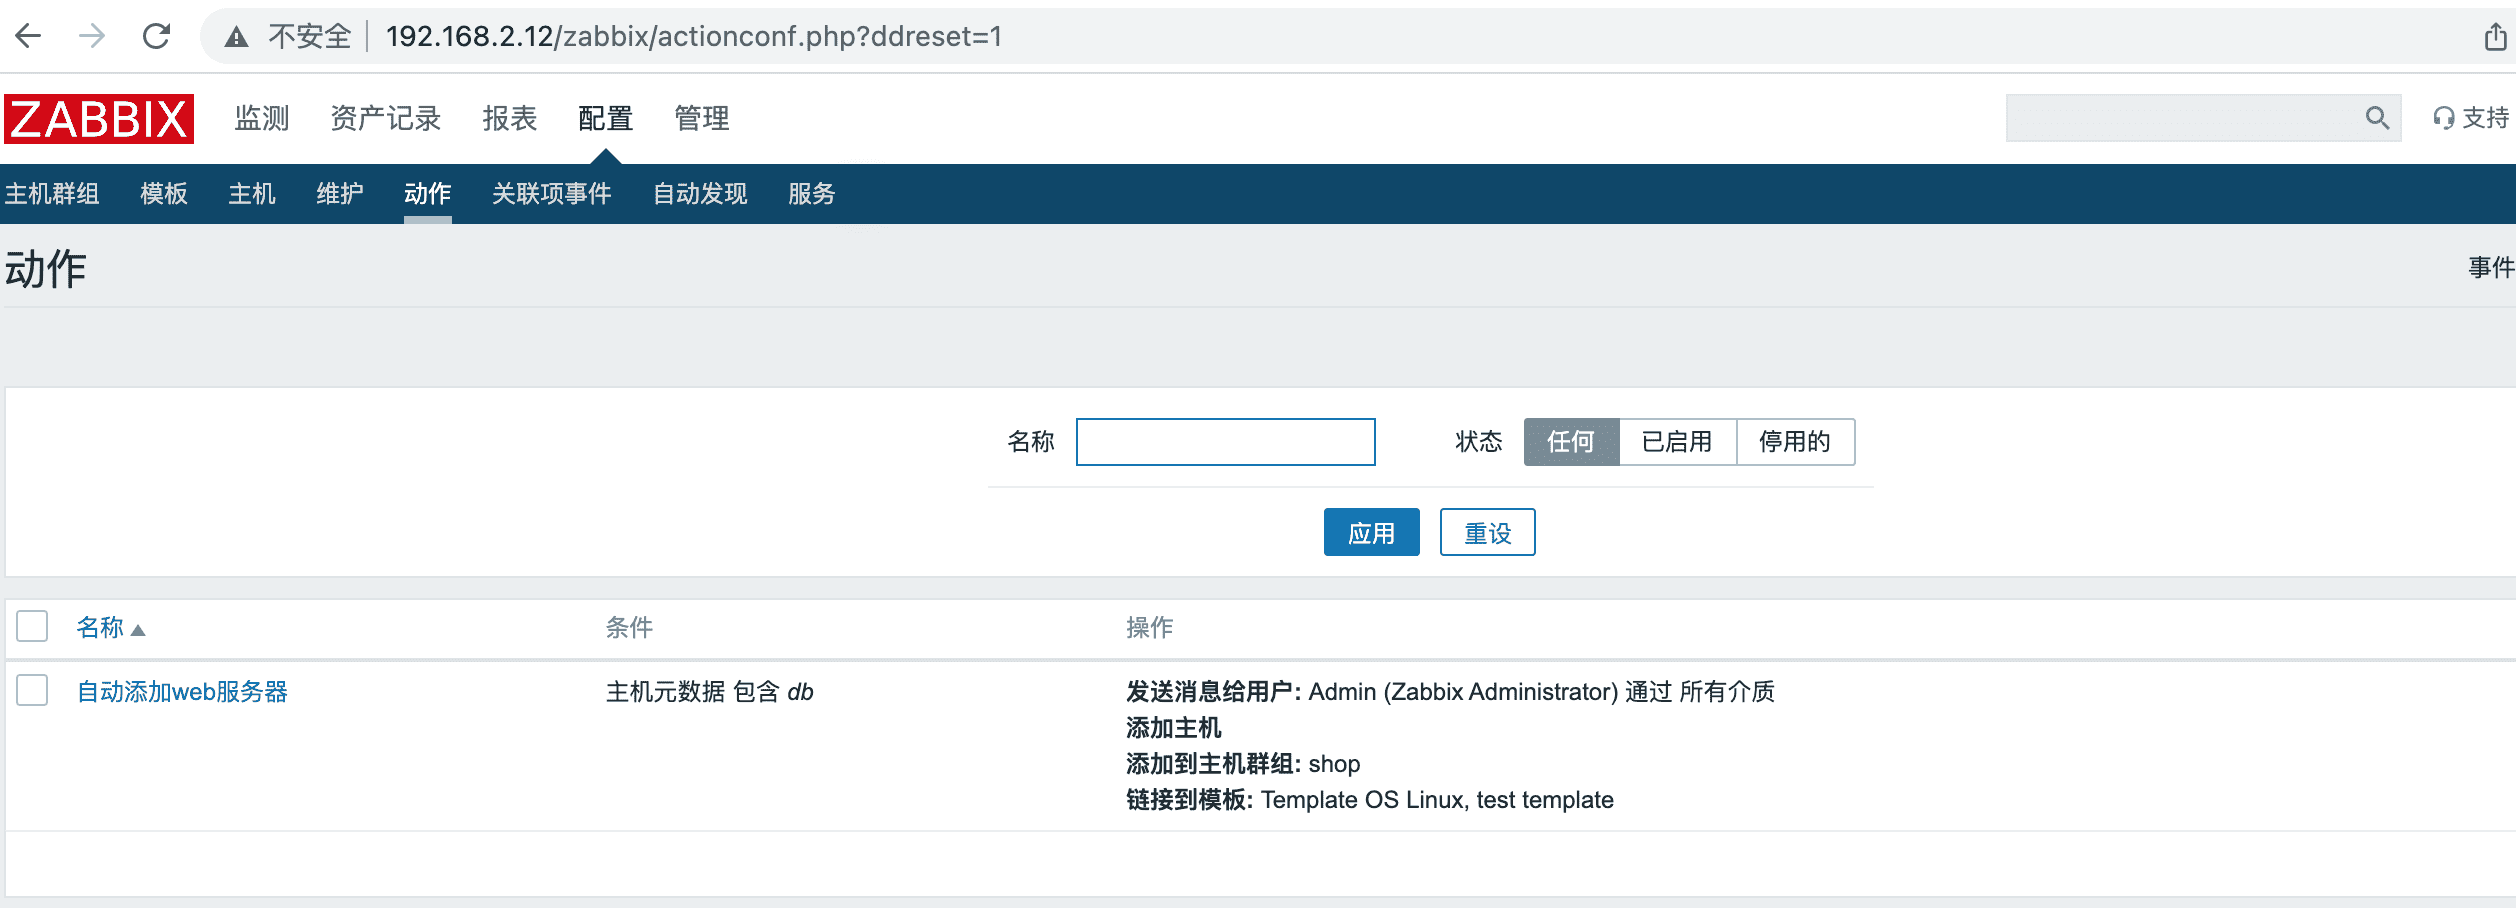 不安全 192.168.2.12/zabbix/actionconf.php?ddreset=1
ZABBIX 监测 资产记录 报表 配置 管理 支持
主机群组 模板 主机 维护 动作 关联项事件 自动发现 服务
动作 事件
名称 状态 任何 已启用 停用的
应用 重设
名称 条件 操作
自动添加web服务器 主机元数据 包含 db 发送消息给用户: Admin (Zabbix Administrator) 通过 所有介质
添加主机
添加到主机群组: shop
链接到模板: Template OS Linux, test template